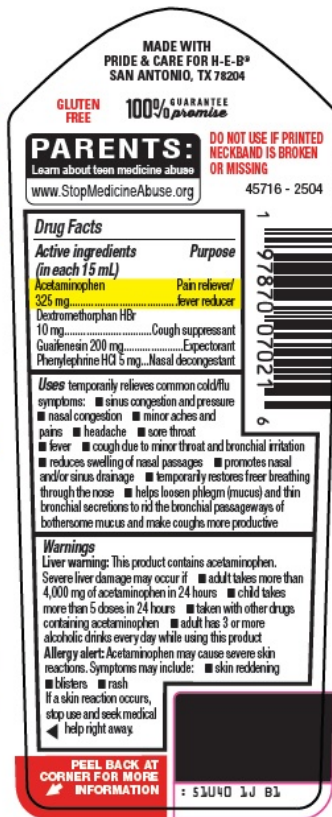 MADE WITH
PRIDE & CARE FOR H-E-B®
SAN ANTONIO, TX 78204
GLUTEN
FREE
100% GUARANTEE
promise
PARENTS:
Learn about teen medicine abuse
www.StopMedicineAbuse.org
DO NOT USE IF PRINTED
NECKBAND IS BROKEN
OR MISSING
45716 - 2504
1 97870 07021 6
Drug Facts
Active ingredients Purpose
(in each 15 mL)
Acetaminophen Pain reliever/
325 mg......................................fever reducer
Dextromethorphan HBr
10 mg..............................Cough suppressant
Guaifenesin 200 mg......................Expectorant
Phenylephrine HCl 5 mg...Nasal decongestant
Uses temporarily relieves common cold/flu
symptoms: ■ sinus congestion and pressure
■ nasal congestion ■ minor aches and
pains ■ headache ■ sore throat
■ fever ■ cough due to minor throat and bronchial irritation
■ reduces swelling of nasal passages ■ promotes nasal
and/or sinus drainage ■ temporarily restores freer breathing
through the nose ■ helps loosen phlegm (mucus) and thin
bronchial secretions to rid the bronchial passageways of
bothersome mucus and make coughs more productive
Warnings
Liver warning: This product contains acetaminophen.
Severe liver damage may occur if ■ adult takes more than
4,000 mg of acetaminophen in 24 hours ■ child takes
more than 5 doses in 24 hours ■ taken with other drugs
containing acetaminophen ■ adult has 3 or more
alcoholic drinks every day while using this product
Allergy alert: Acetaminophen may cause severe skin
reactions. Symptoms may include: ■ skin reddening
■ blisters ■ rash
If a skin reaction occurs,
stop use and seek medical
help right away.
PEEL BACK AT
CORNER FOR MORE
INFORMATION
: 51U40 1J B1